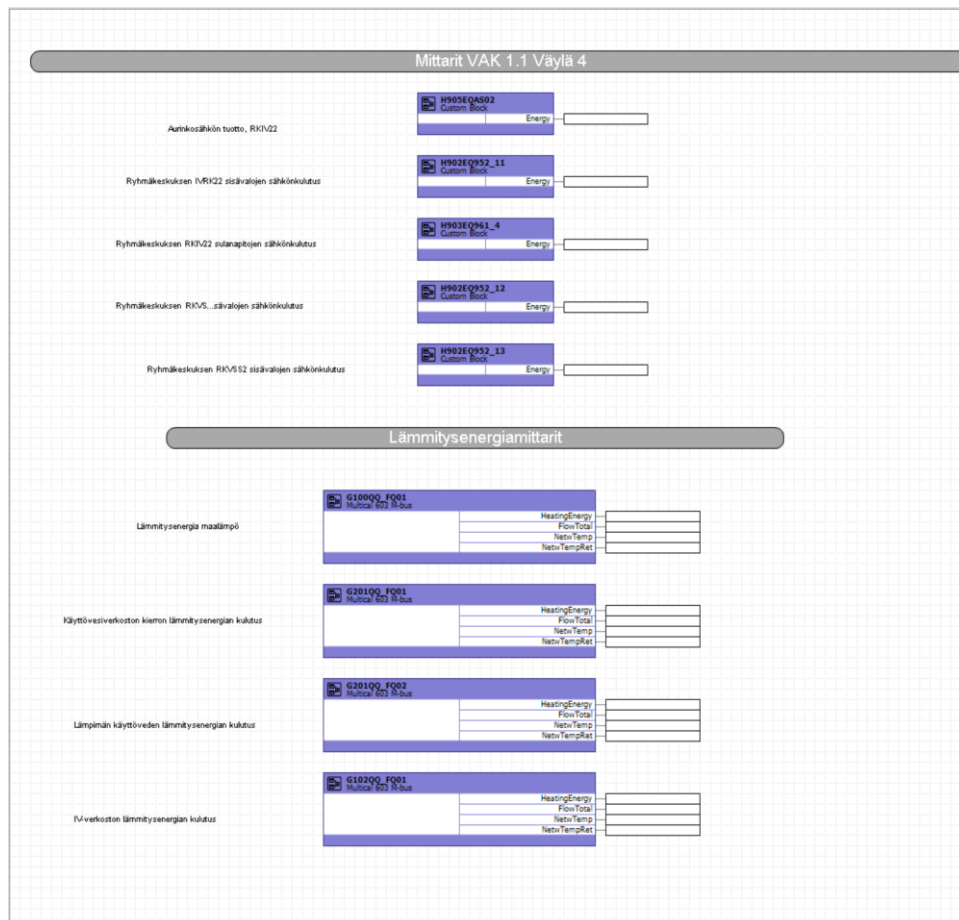 Mittarit VAK 1.1 Väylä 4
H905EQAS02
Custom Block
Energy
Aurinkosähkön tuotto, RKIV22
H902EQ952_11
Custom Block
Energy
Ryhmäkeskuksen IVRK22 sisävalojen sähkönkulutus
H903EQ961_4
Custom Block
Energy
Ryhmäkeskuksen RKIV22 sulanapitojen sähkönkulutus
H902EQ952_12
Custom Block
Energy
Ryhmäkeskuksen RKVS...sävalojen sähkönkulutus
H902EQ952_13
Custom Block
Energy
Ryhmäkeskuksen RKVSS2 sisävalojen sähkönkulutus
Lämmitysenergiamittarit
G100QQ_FQ01
Multical 603 M-bus
HeatingEnergy
Lämmitysenergia maalämpö
FlowTotal
NetwTemp
NetwTempRet
G201QQ_FQ01
Multical 603 M-bus
HeatingEnergy
Käyttövesiverkoston kierron lämmitysenergian kulutus
FlowTotal
NetwTemp
NetwTempRet
G201QQ_FQ02
Multical 603 M-bus
HeatingEnergy
FlowTotal
Lämpimän käyttöveden lämmitysenergian kulutus
NetwTemp
NetwTempRet
G102QQ_FQ01
Multical 603 M-bus
HeatingEnergy
FlowTotal
IV-verkoston lämmitysenergian kulutus
NetwTemp
NetwTempRet